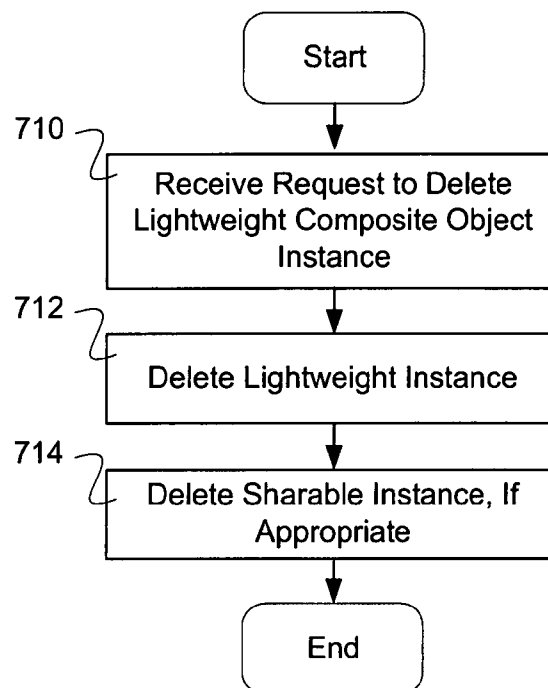 Start
710
Receive Request to Delete
Lightweight Composite Object
Instance
712
Delete Lightweight Instance
714
Delete Sharable Instance, If
Appropriate
End